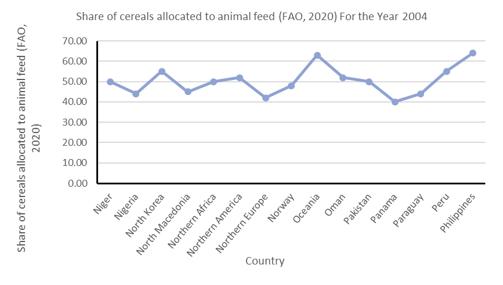 Share of cereals allocated to animal feed (FAO, 2020) For the Year 2004
Share of cereals allocated to animal feed (FAO,
2020)
70.00
60.00
50.00
40.00
30.00
20.00
10.00
0.00
Niger
Nigeria
North Korea
North Macedonia
Northern Africa
Northern America
Northern Europe
Norway
Oceania
Oman
Pakistan
Panama
Paraguay
Peru
Philippines
Country